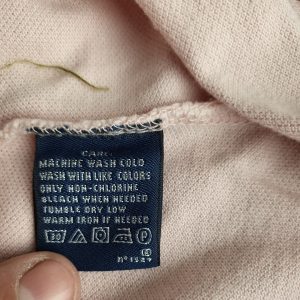 CARE:
MACHINE WASH COLD
WASH WITH LIKE COLORS
ONLY NON-CHLORINE
BLEACH WHEN NEEDED
TUMBLE DRY LOW
WARM IRON IF NEEDED
P